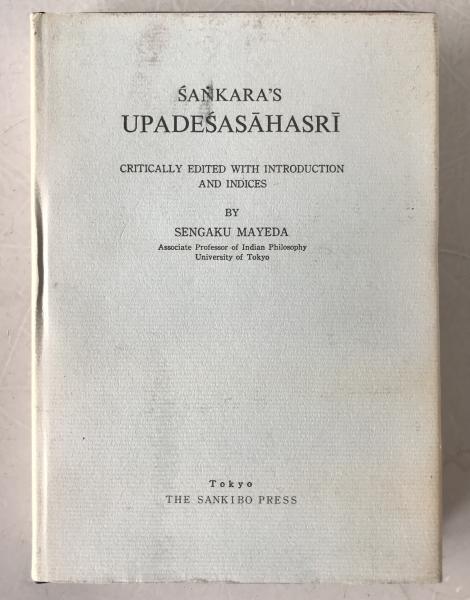 ŚAṄKARA'S
UPADEŚASĀHASRĪ
CRITICALLY EDITED WITH INTRODUCTION
AND INDICES
BY
SENGAKU MAYEDA
Associate Professor of Indian Philosophy
University of Tokyo
Tokyo
THE SANKIBO PRESS